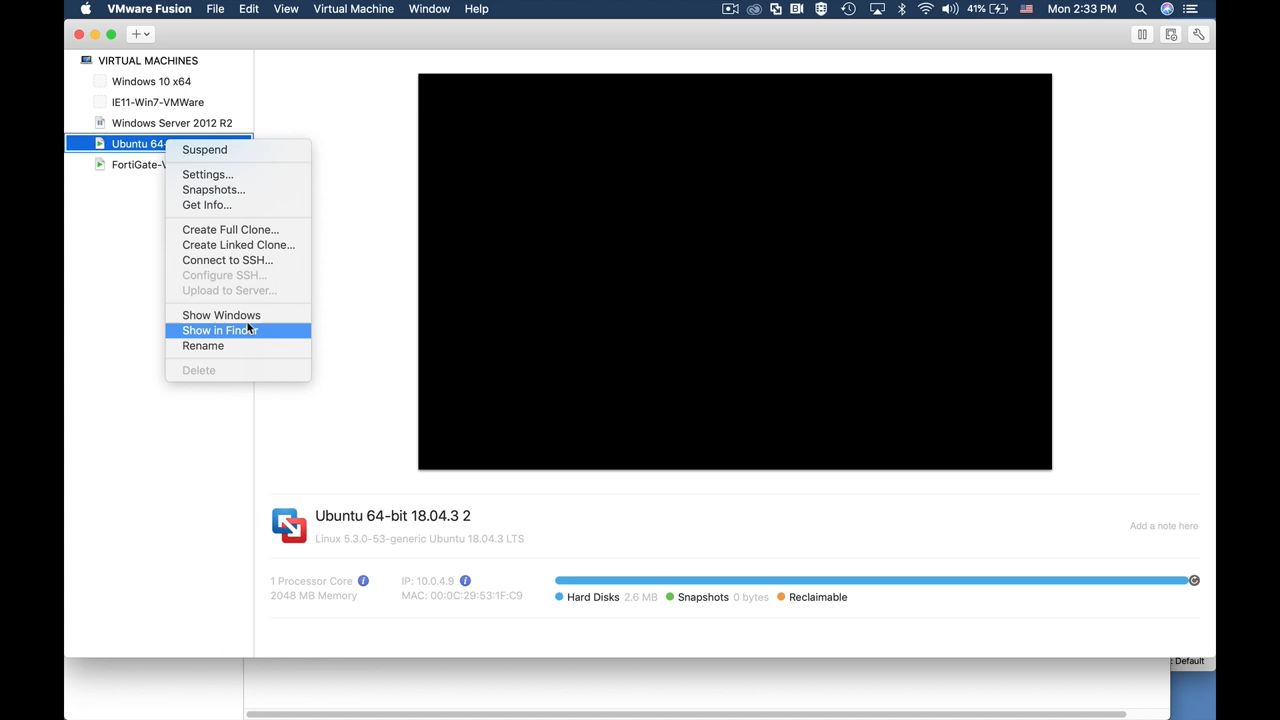 VMware Fusion File Edit View Virtual Machine Window Help 41% Mon 2:33 PM
VIRTUAL MACHINES
Windows 10 x64
IE11-Win7-VMWare
Windows Server 2012 R2
Ubuntu 64-
FortiGate-V
Suspend
Settings...
Snapshots...
Get Info...
Create Full Clone...
Create Linked Clone...
Connect to SSH...
Configure SSH...
Upload to Server...
Show Windows
Show in Finder
Rename
Delete
Ubuntu 64-bit 18.04.3 2
Linux 5.3.0-53-generic Ubuntu 18.04.3 LTS
Add a note here
1 Processor Core
2048 MB Memory
IP: 10.0.4.9
MAC: 00:0C:29:53:1F:C9
Hard Disks 2.6 MB Snapshots 0 bytes Reclaimable
: Default